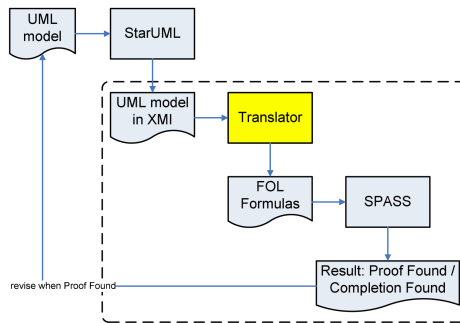 UML
model
StarUML
UML model
in XMI
Translator
FOL
Formulas
SPASS
Result: Proof Found /
Completion Found
revise when Proof Found